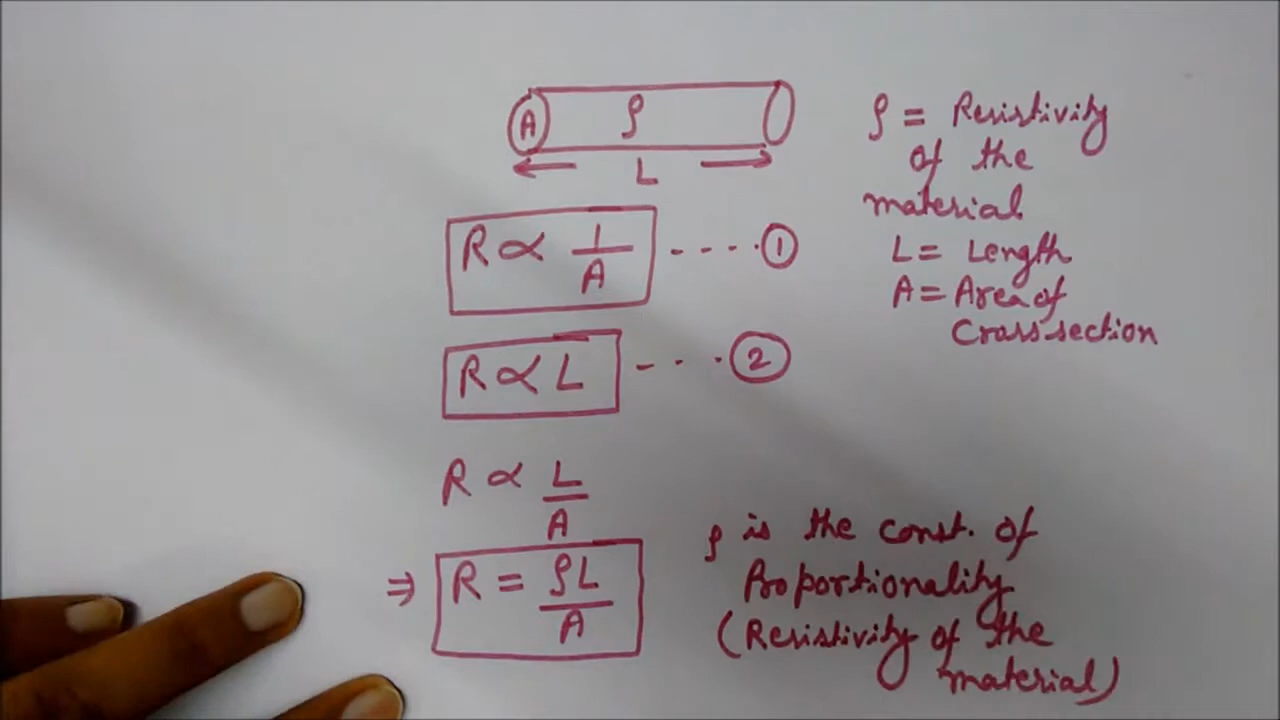 A ρ
L
R ∝ 1/A ----①
R ∝ L --- ②
R ∝ L/A
⇒ R = ρL/A
ρ = Resistivity
of the
material
L = Length
A = Area of
Cross section
ρ is the const. of
Proportionality
(Resistivity of the
material)